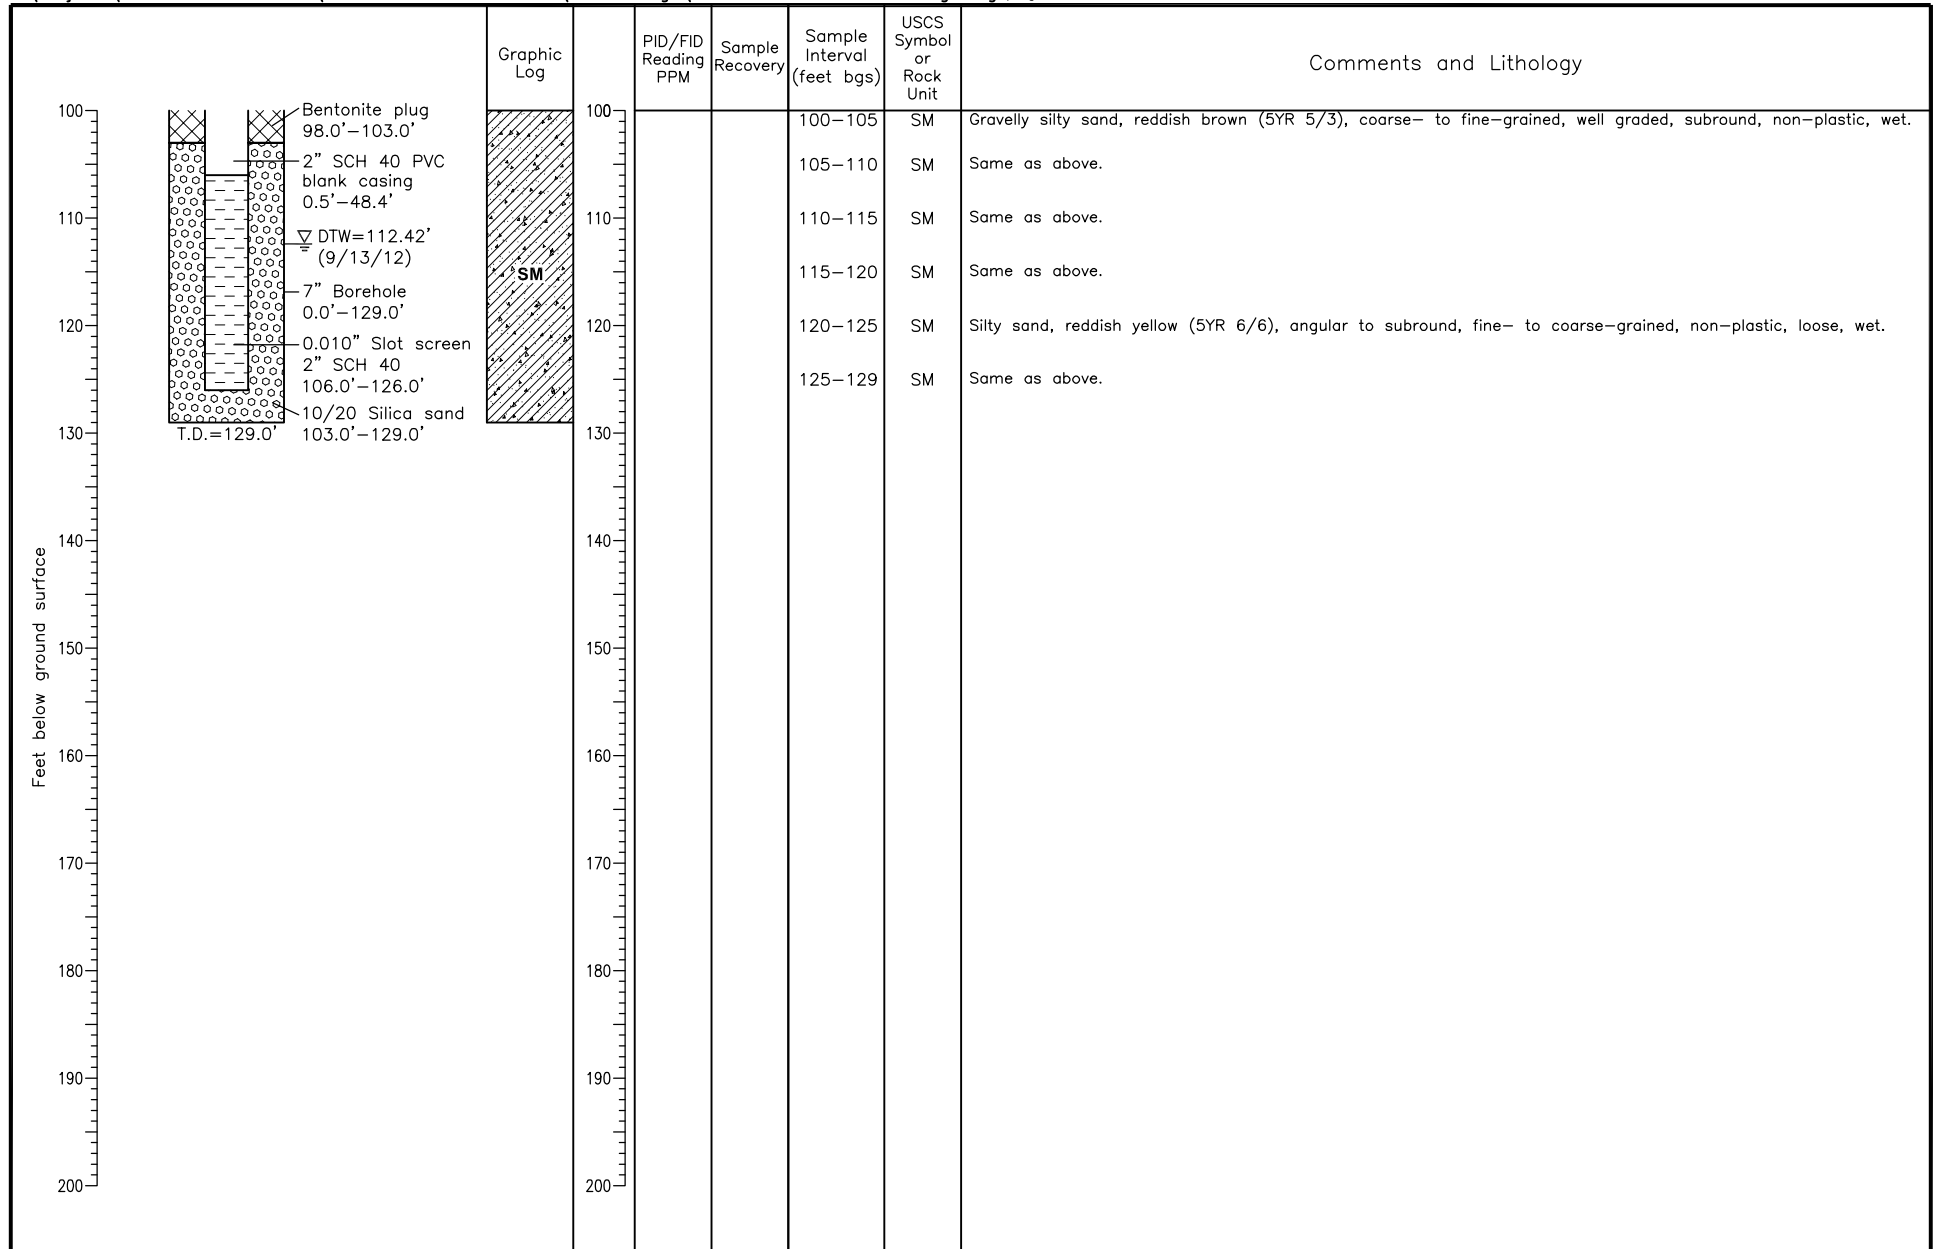 Graphic
Log
PID/FID
Reading
PPM
Sample
Recovery
Sample
Interval
(feet bgs)
USCS
Symbol
or
Rock
Unit
Comments and Lithology
Feet below ground surface
100
110
120
130
140
150
160
170
180
190
200
Bentonite plug
98.0'–103.0'
2" SCH 40 PVC
blank casing
0.5'–48.4'
DTW=112.42'
(9/13/12)
7" Borehole
0.0'–129.0'
0.010" Slot screen
2" SCH 40
106.0'–126.0'
10/20 Silica sand
103.0'–129.0'
T.D.=129.0'
SM
100
110
120
130
140
150
160
170
180
190
200
100–105 SM Gravelly silty sand, reddish brown (5YR 5/3), coarse– to fine–grained, well graded, subround, non–plastic, wet.
105–110 SM Same as above.
110–115 SM Same as above.
115–120 SM Same as above.
120–125 SM Silty sand, reddish yellow (5YR 6/6), angular to subround, fine– to coarse–grained, non–plastic, loose, wet.
125–129 SM Same as above.